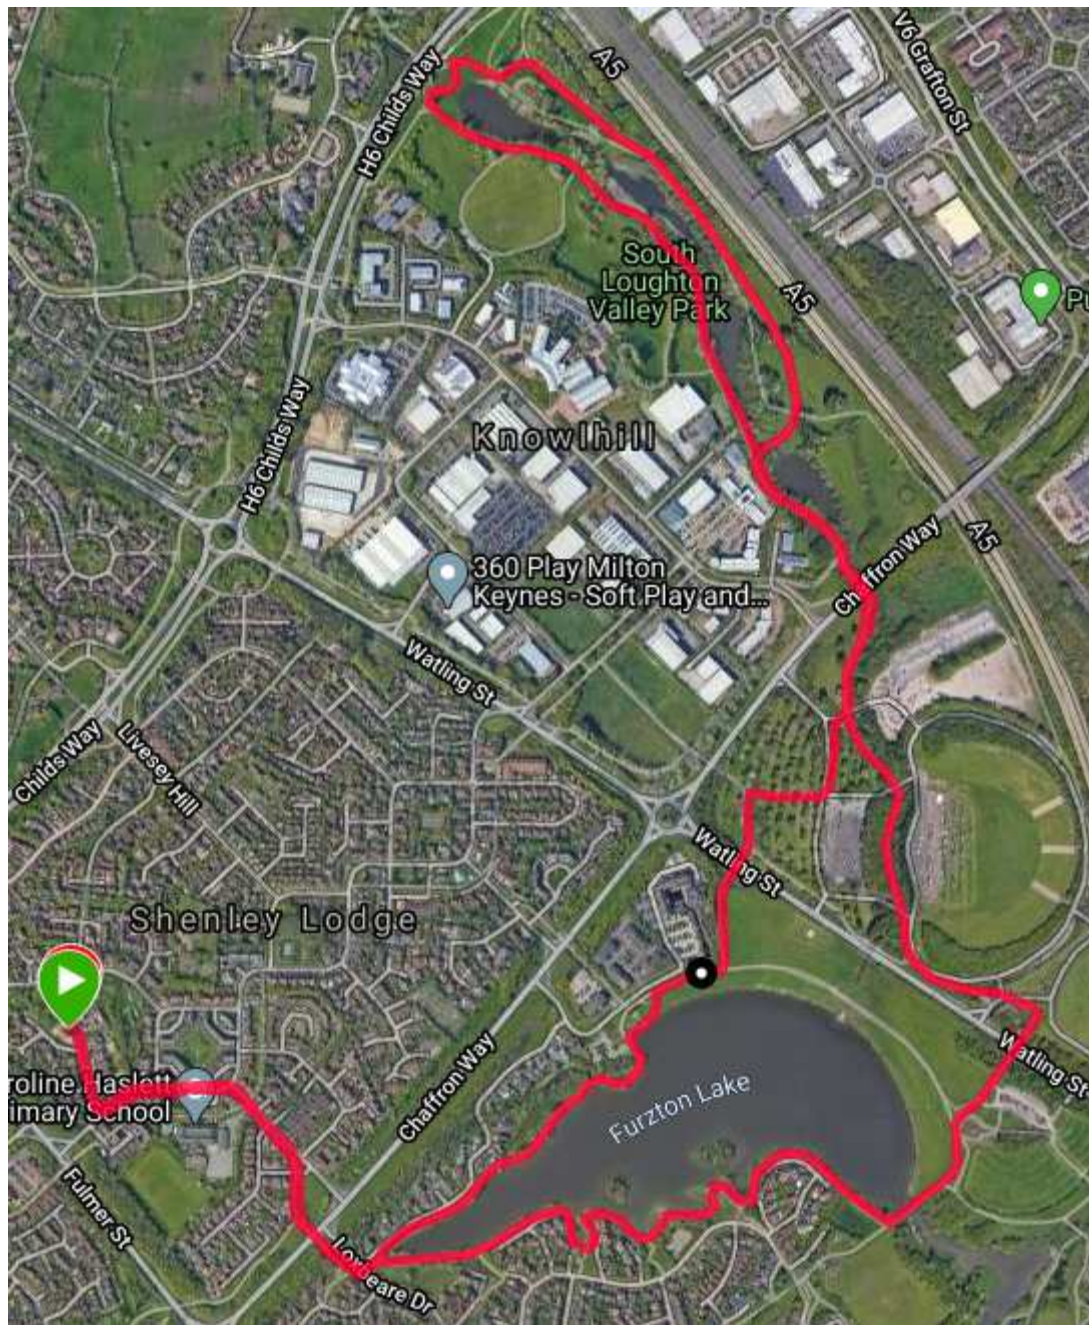 A5
V6 Grafton St
H6 Childs Way
South
Loughton
Valley Park
A5
P
Knowlhill
H6 Childs Way
Chaffron Way
A5
360 Play Milton
Keynes - Soft Play and...
Watling St
Childs Way
Livesey Hill
Watling St
Shenley Lodge
Chaffron Way
Watling St
roline Haslett
imary School
Furzton Lake
Fulmer St
Dr